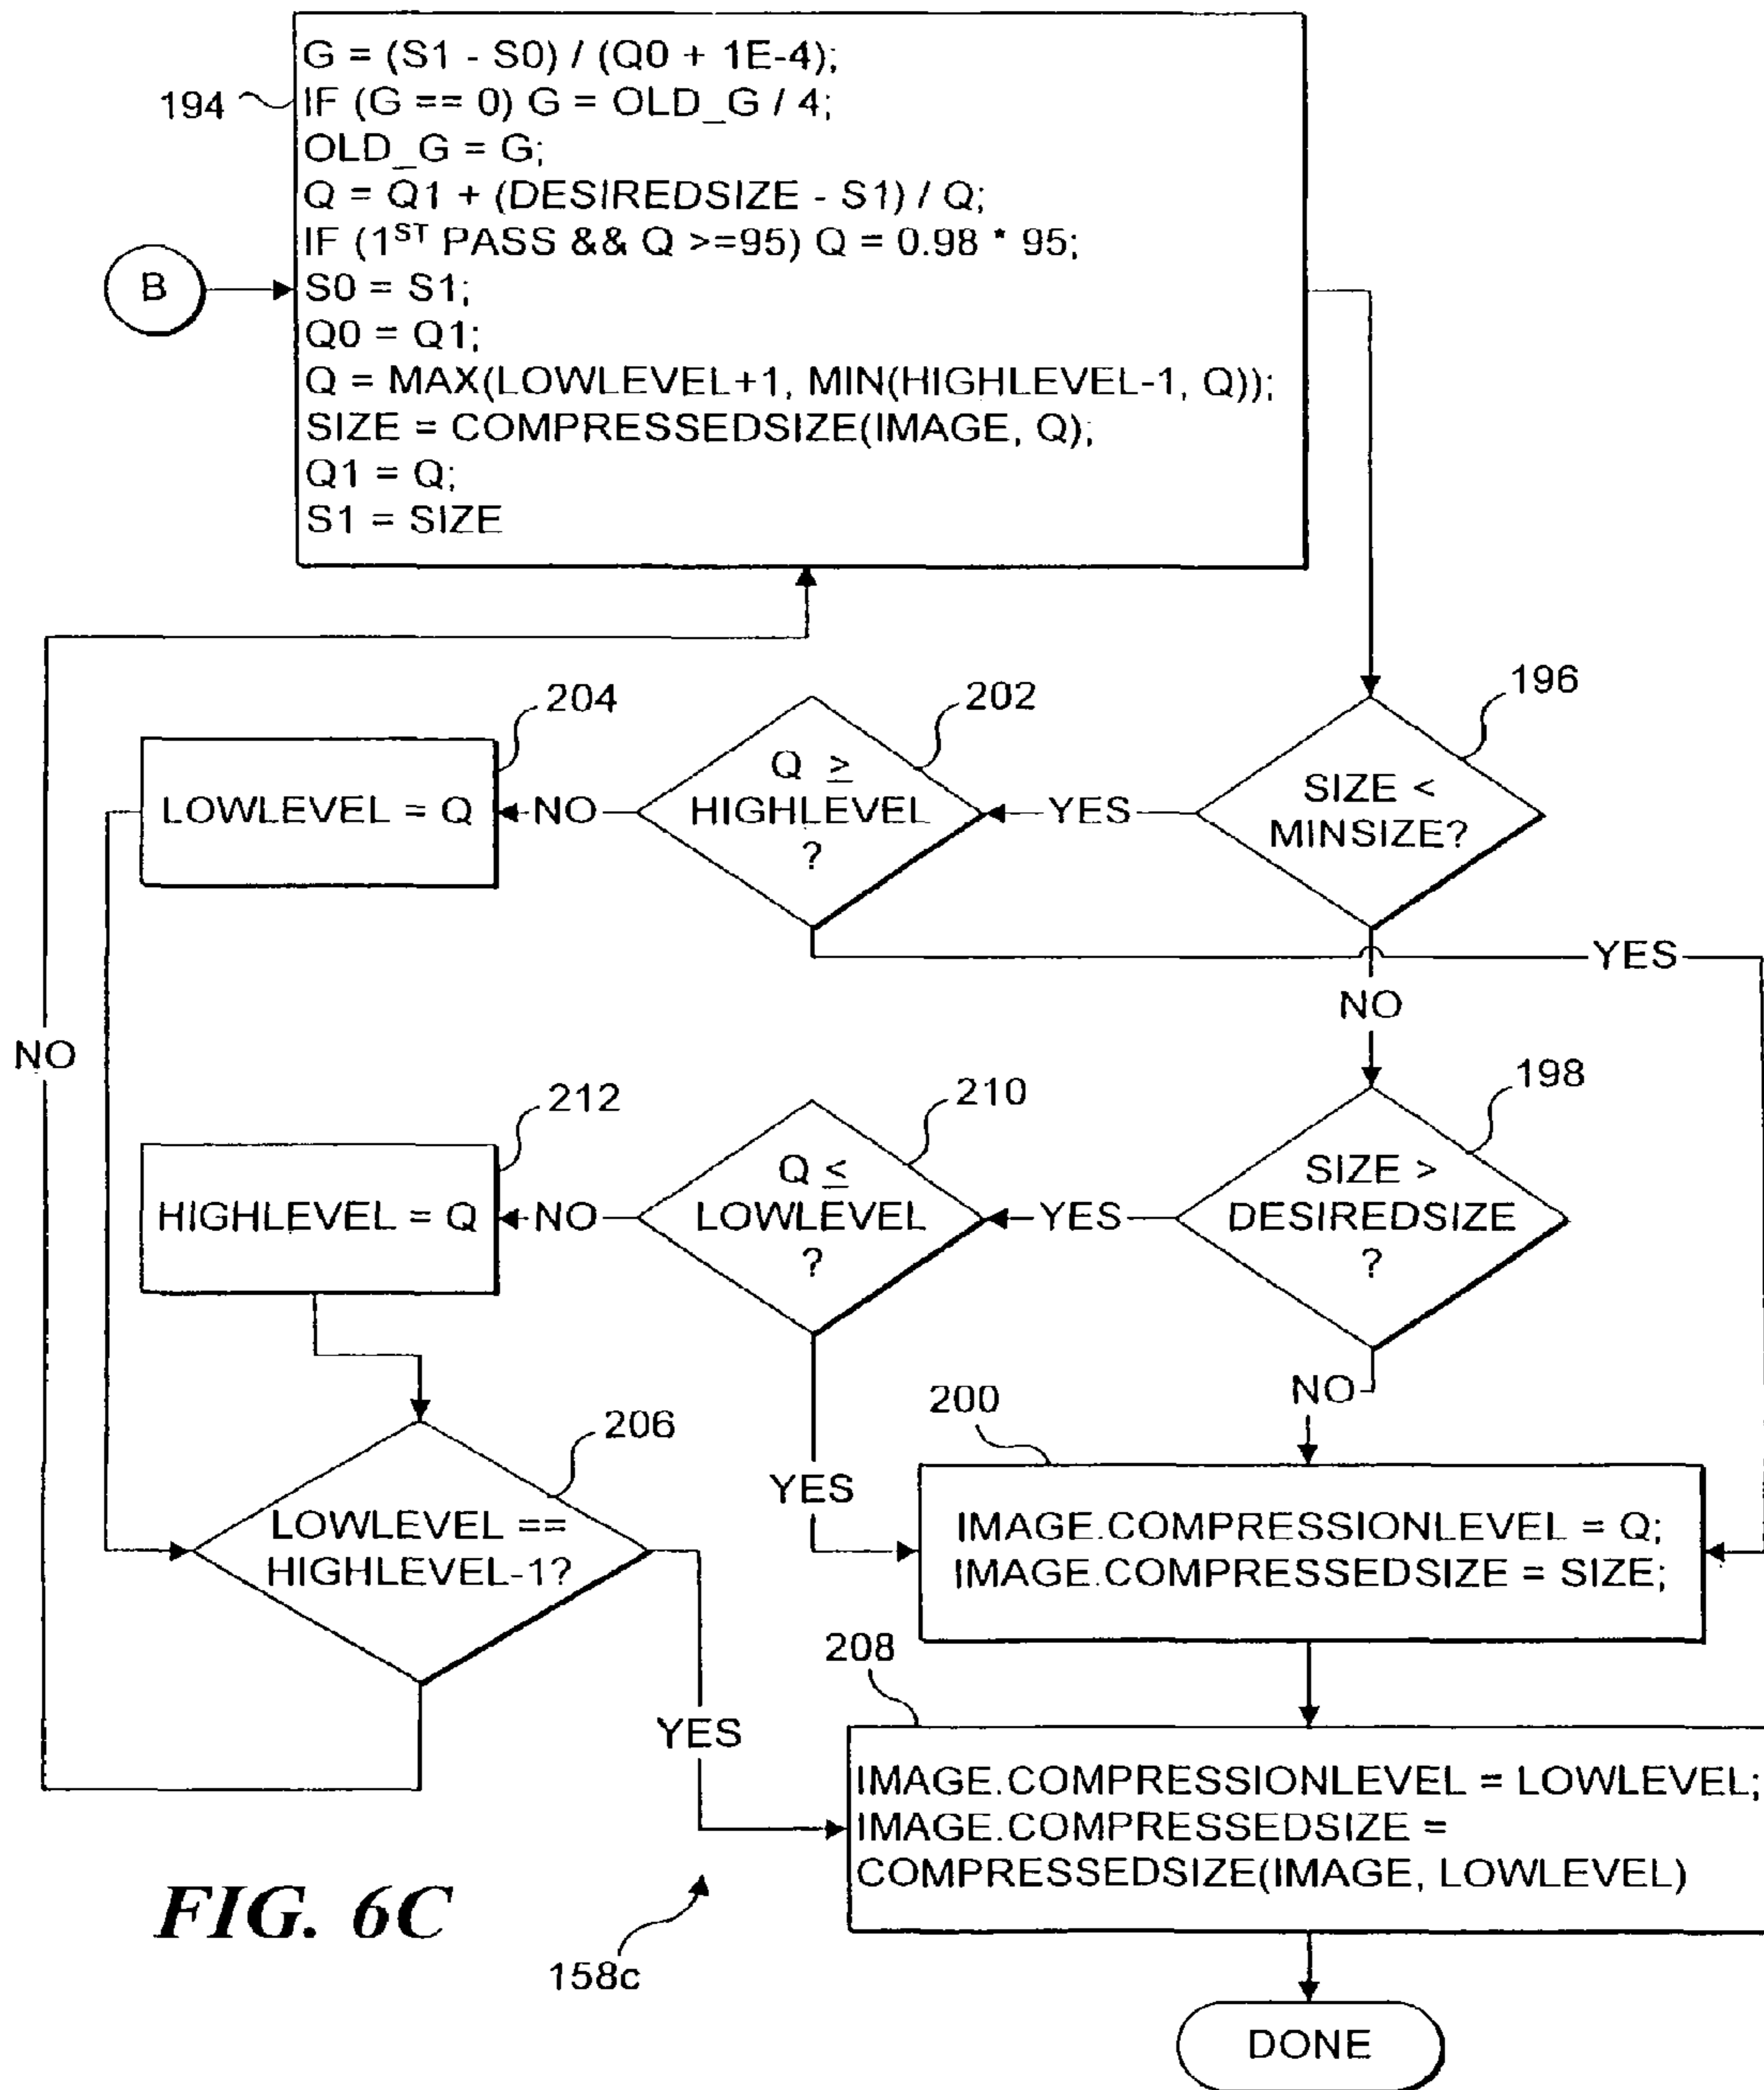 G = (S1 - S0) / (Q0 + 1E-4);
194
IF (G == 0) G = OLD_G / 4;
OLD_G = G;
Q = Q1 + (DESIREDSIZE - S1) / Q;
IF (1ST PASS && Q >=95) Q = 0.98 * 95;
B
S0 = S1;
Q0 = Q1;
Q = MAX(LOWLEVEL+1, MIN(HIGHLEVEL-1, Q));
SIZE = COMPRESSEDSIZE(IMAGE, Q);
Q1 = Q;
S1 = SIZE
204
202
196
LOWLEVEL = Q
NO
Q ≥
HIGHLEVEL
?
YES
SIZE <
MINSIZE?
YES
NO
NO
212
210
198
HIGHLEVEL = Q
NO
Q ≤
LOWLEVEL
?
YES
SIZE >
DESIREDSIZE
?
NO
200
206
YES
LOWLEVEL ==
HIGHLEVEL-1?
IMAGE.COMPRESSIONLEVEL = Q;
IMAGE.COMPRESSEDSIZE = SIZE;
208
YES
IMAGE.COMPRESSIONLEVEL = LOWLEVEL;
IMAGE.COMPRESSEDSIZE =
COMPRESSEDSIZE(IMAGE, LOWLEVEL)
FIG. 6C
158c
DONE